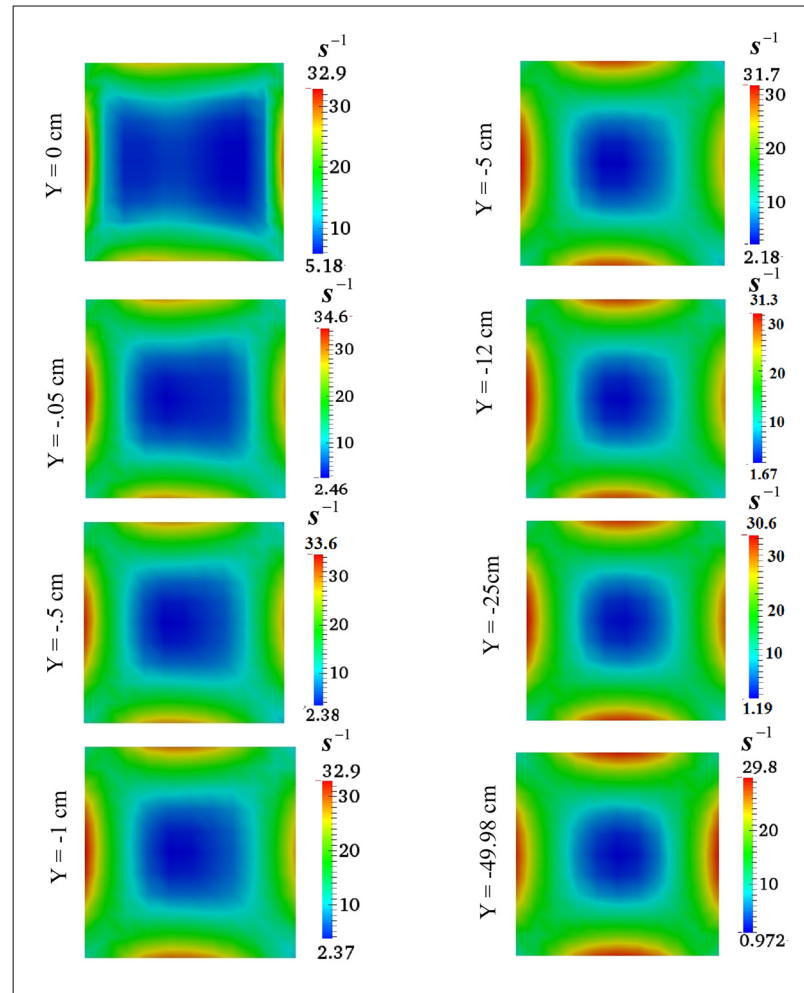 s⁻¹
32.9
30
20
10
5.18
Y = 0 cm
s⁻¹
34.6
30
20
10
2.46
Y = -.05 cm
s⁻¹
33.6
30
20
10
2.38
Y = -.5 cm
s⁻¹
32.9
30
20
10
2.37
Y = -1 cm
s⁻¹
31.7
30
20
10
2.18
Y = -5 cm
s⁻¹
31.3
30
20
10
1.67
Y = -12 cm
s⁻¹
30.6
30
20
10
1.19
Y = -25cm
s⁻¹
29.8
20
10
0.972
Y = -49.98 cm